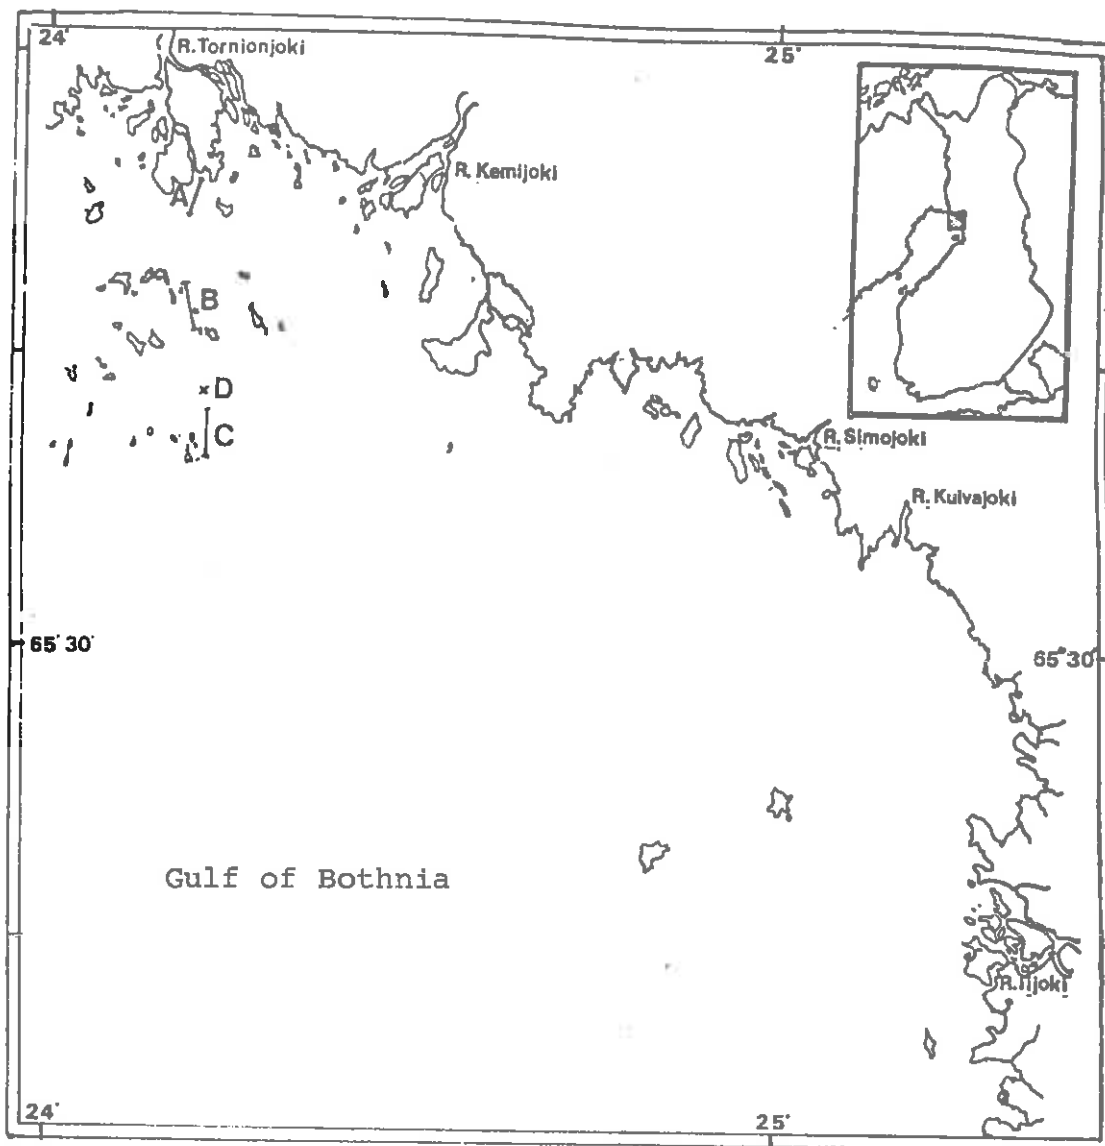 24°
25°
R. Tornionjoki
R. Kemijoki
A
B
D
C
R. Simojoki
R. Kuivajoki
65°30'
65°30'
Gulf of Bothnia
R. Iijoki
24°
25°